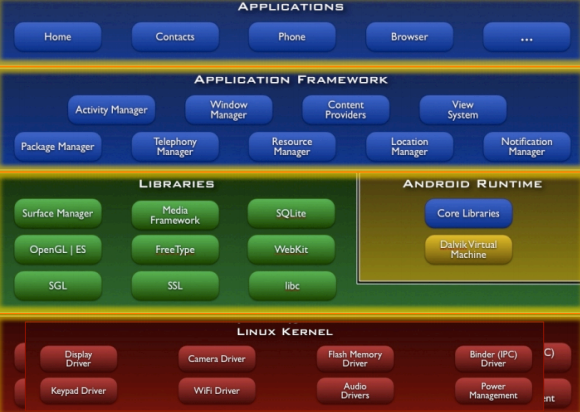 APPLICATIONS
Home
Contacts
Phone
Browser
...
APPLICATION FRAMEWORK
Activity Manager
Window
Manager
Content
Providers
View
System
Package Manager
Telephony
Manager
Resource
Manager
Location
Manager
Notification
Manager
LIBRARIES
Surface Manager
Media
Framework
SQLite
OpenGL | ES
FreeType
WebKit
SGL
SSL
libc
ANDROID RUNTIME
Core Libraries
Dalvik Virtual
Machine
LINUX KERNEL
Display
Driver
Camera Driver
Flash Memory
Driver
Binder (IPC)
Driver
Keypad Driver
WiFi Driver
Audio
Drivers
Power
Management